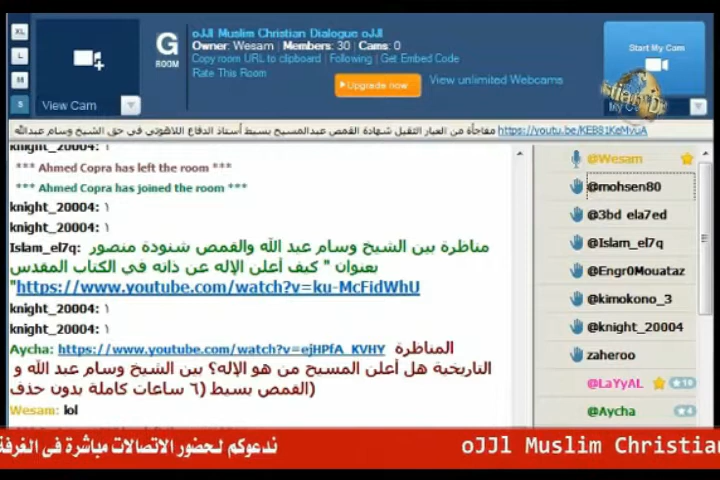 XL
L
M
S
View Cam
G
ROOM
oJJl Muslim Christian Dialogue oJJl
Owner: Wesam | Members: 30 | Cams: 0
Copy room URL to clipboard | Following | Get Embed Code
Rate This Room
Upgrade now
View unlimited Webcams
Start My Cam
مفاجأة من العيار الثقيل شهادة القمص عبدالمسيح بسيط أستاذ الدفاع اللاهوتى في حق الشيخ وسام عبدالله
knight_20004: ١
*** Ahmed Copra has left the room ***
*** Ahmed Copra has joined the room ***
knight_20004: ١
knight_20004: ١
Islam_el7q: مناظرة بين الشيخ وسام عبد الله والقمص شنودة منصور
بعنوان " كيف أعلن الإله عن ذاته في الكتاب المقدس
"https://www.youtube.com/watch?v=ku-McFidWhU
knight_20004: ١
knight_20004: ١
Aycha: https://www.youtube.com/watch?v=ejHPfA_KVHY المناظرة
التاريخية هل أعلن المسيح من هو الإله؟ بين الشيخ وسام عبد الله و
القمص بسيط (٦ ساعات كاملة بدون حذف)
Wesam: lol
@Wesam
@mohsen80
@3bd ela7ed
@Islam_el7q
@Engr0Mouataz
@kimokono_3
@knight_20004
zaheroo
@LaYyAL
@Aycha
ندعوكم لحضور الاتصالات مباشرة فى الغرفة
oJJl Muslim Christian